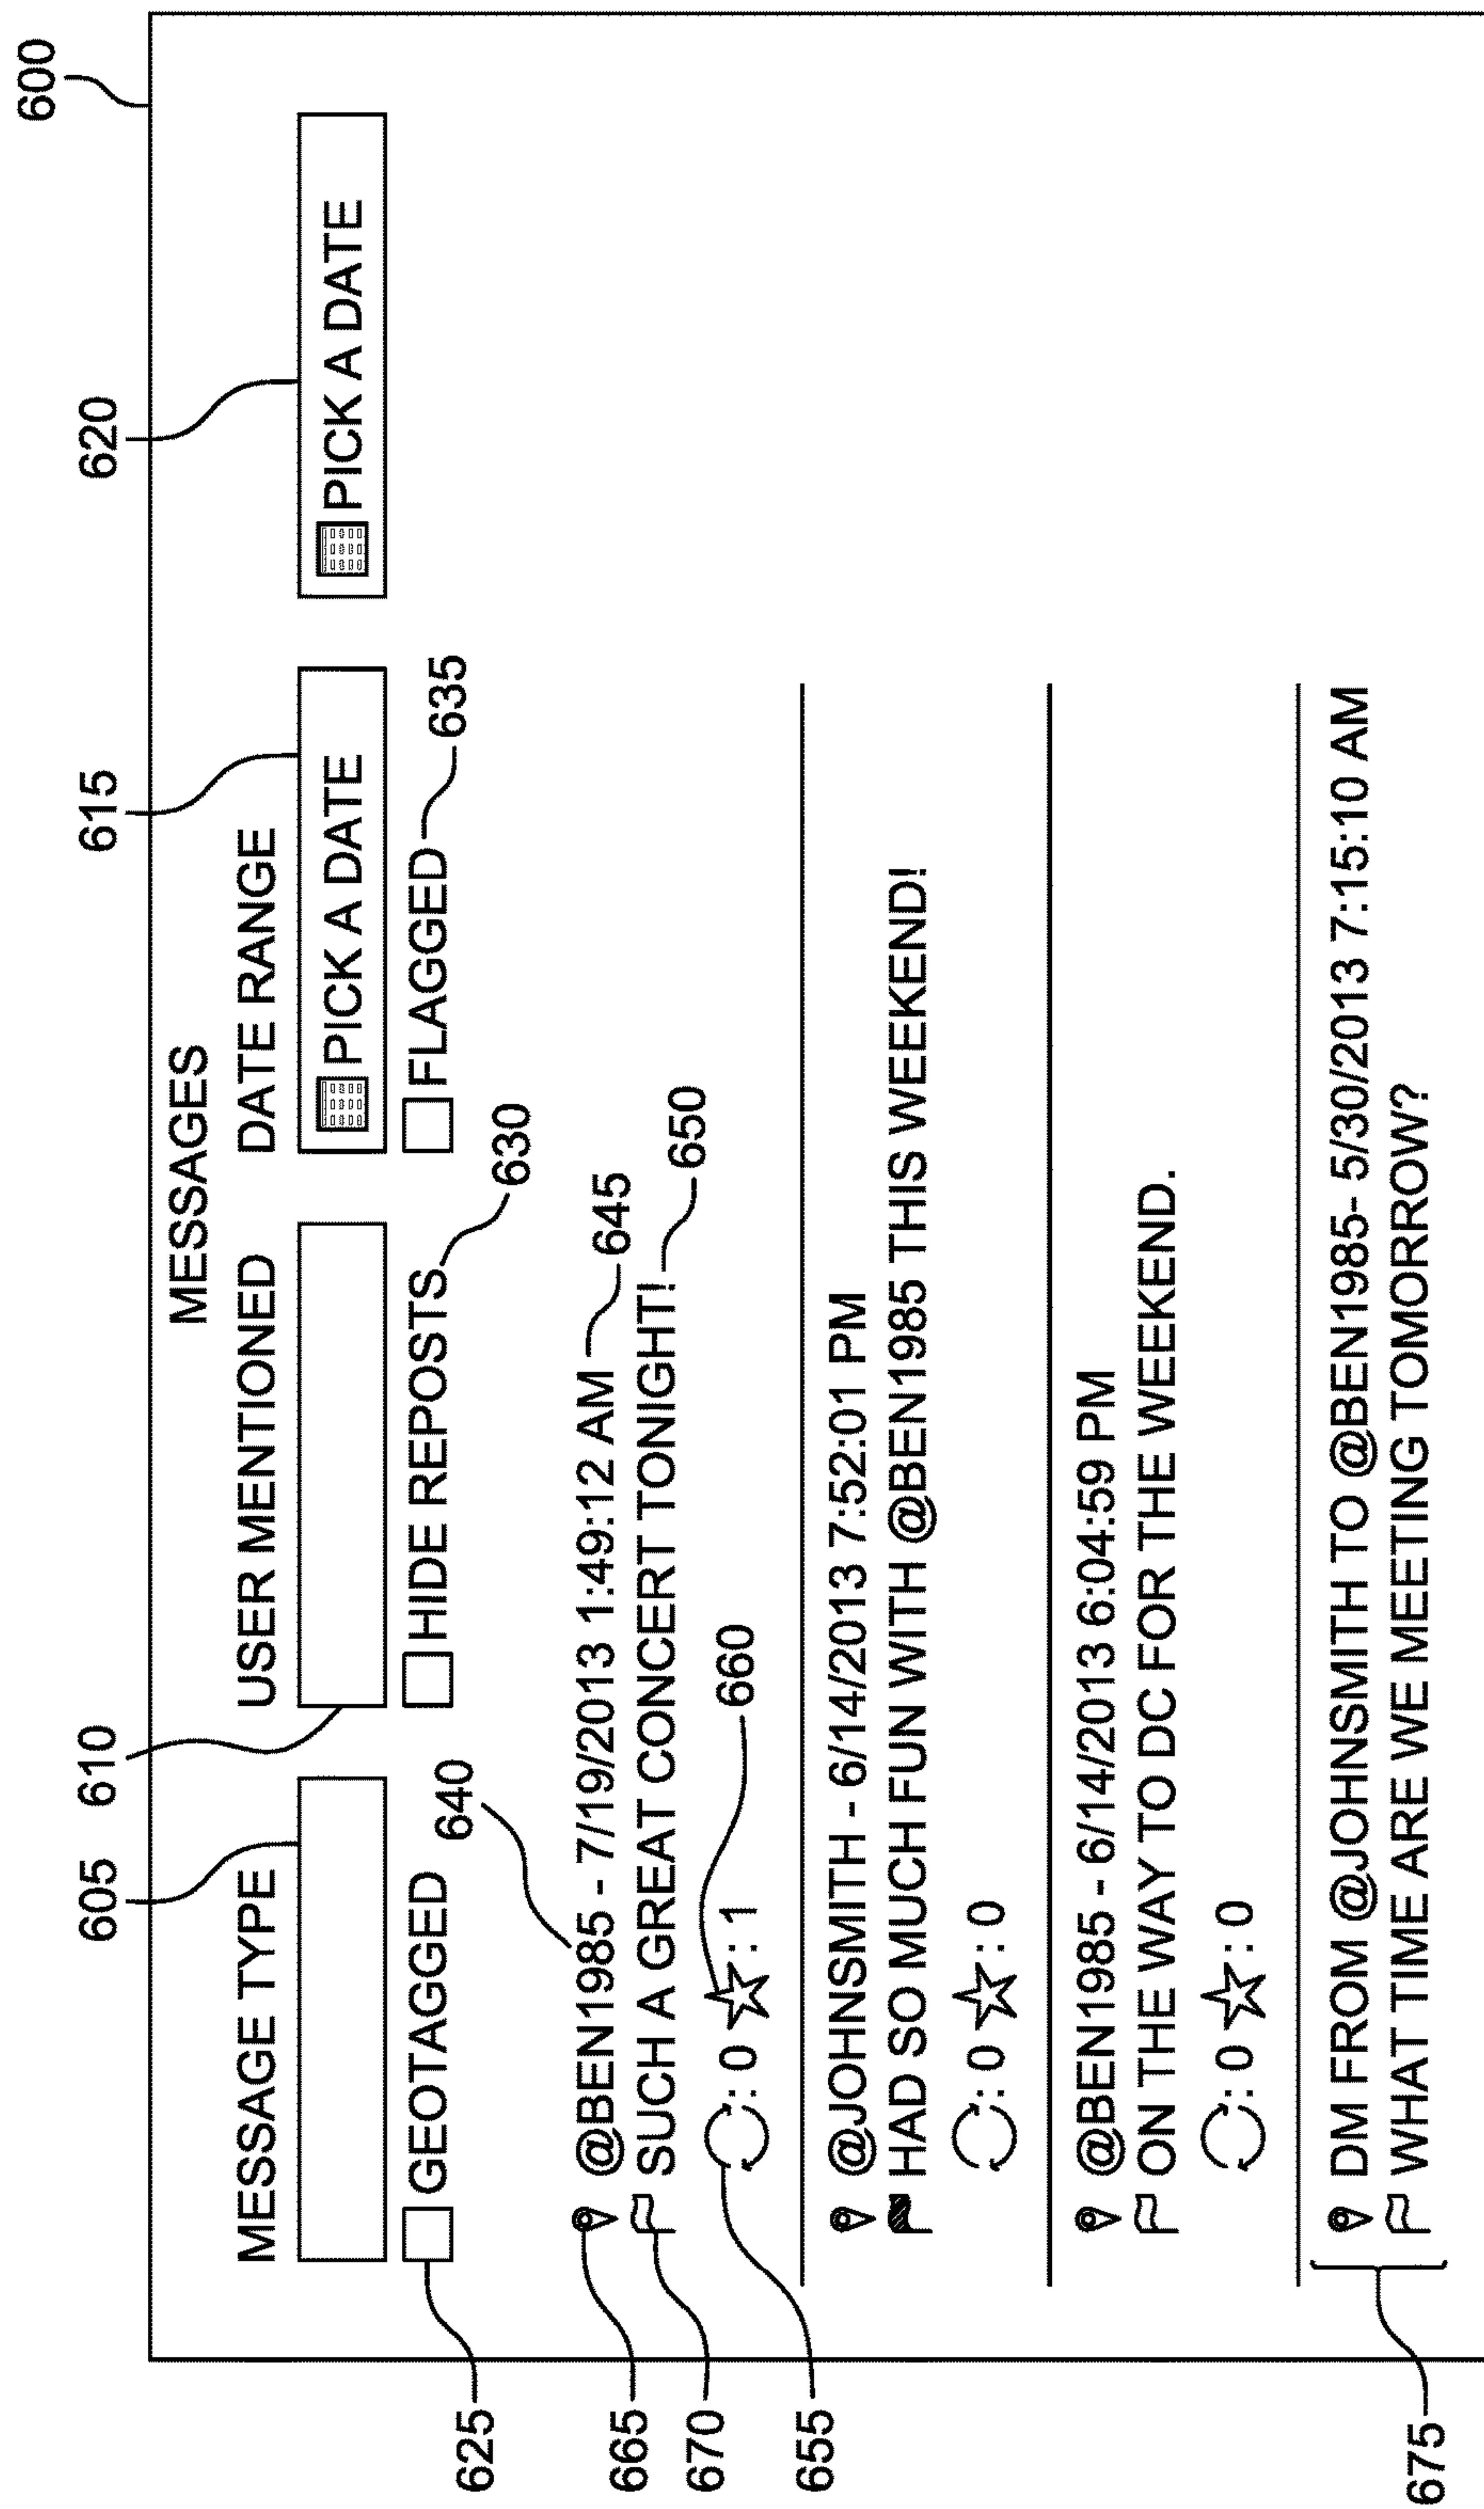 600
620
615
610
605
MESSAGES
MESSAGE TYPE
USER MENTIONED
DATE RANGE
PICK A DATE
PICK A DATE
GEOTAGGED
HIDE REPOSTS
FLAGGED
625
640
630
635
@BEN1985 - 7/19/2013 1:49:12 AM
645
SUCH A GREAT CONCERT TONIGHT!
650
: 0 : 1
660
665
670
655
@JOHNSMITH - 6/14/2013 7:52:01 PM
HAD SO MUCH FUN WITH @BEN1985 THIS WEEKEND!
: 0 : 0
@BEN1985 - 6/14/2013 6:04:59 PM
ON THE WAY TO DC FOR THE WEEKEND.
: 0 : 0
DM FROM @JOHNSMITH TO @BEN1985- 5/30/2013 7:15:10 AM
WHAT TIME ARE WE MEETING TOMORROW?
675